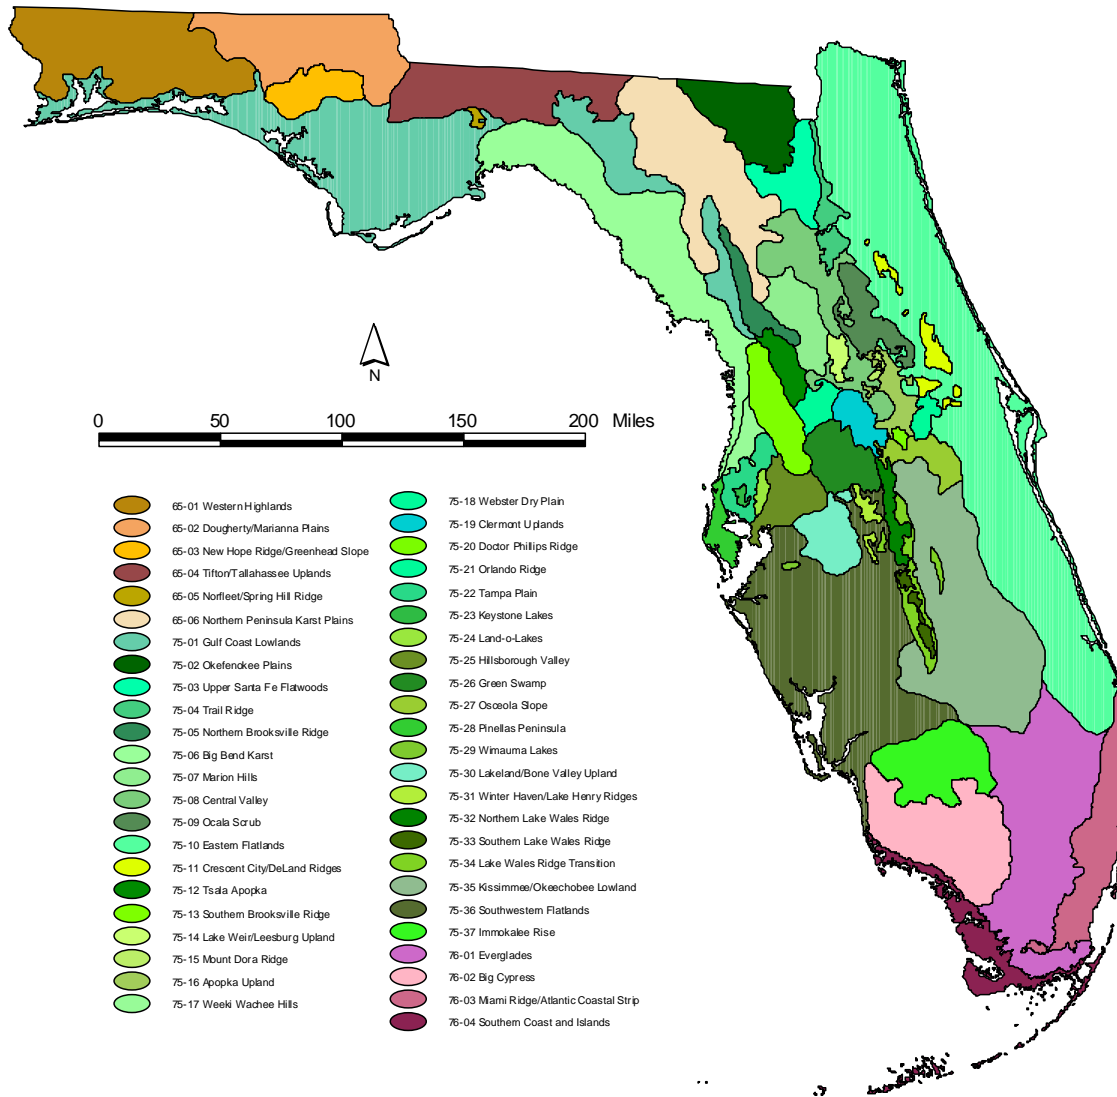 N
0 50 100 150 200 Miles
65-01 Western Highlands
65-02 Dougherty/Marianna Plains
65-03 New Hope Ridge/Greenhead Slope
65-04 Tifton/Tallahassee Uplands
65-05 Norfleet/Spring Hill Ridge
65-06 Northern Peninsula Karst Plains
75-01 Gulf Coast Lowlands
75-02 Okefenokee Plains
75-03 Upper Santa Fe Flatwoods
75-04 Trail Ridge
75-05 Northern Brooksville Ridge
75-06 Big Bend Karst
75-07 Marion Hills
75-08 Central Valley
75-09 Ocala Scrub
75-10 Eastern Flatlands
75-11 Crescent City/DeLand Ridges
75-12 Tsala Apopka
75-13 Southern Brooksville Ridge
75-14 Lake Weir/Leesburg Upland
75-15 Mount Dora Ridge
75-16 Apopka Upland
75-17 Weeki Wachee Hills
75-18 Webster Dry Plain
75-19 Clermont Uplands
75-20 Doctor Phillips Ridge
75-21 Orlando Ridge
75-22 Tampa Plain
75-23 Keystone Lakes
75-24 Land-o-Lakes
75-25 Hillsborough Valley
75-26 Green Swamp
75-27 Osceola Slope
75-28 Pinellas Peninsula
75-29 Wimauma Lakes
75-30 Lakeland/Bone Valley Upland
75-31 Winter Haven/Lake Henry Ridges
75-32 Northern Lake Wales Ridge
75-33 Southern Lake Wales Ridge
75-34 Lake Wales Ridge Transition
75-35 Kissimmee/Okeechobee Lowland
75-36 Southwestern Flatlands
75-37 Immokalee Rise
76-01 Everglades
76-02 Big Cypress
76-03 Miami Ridge/Atlantic Coastal Strip
76-04 Southern Coast and Islands